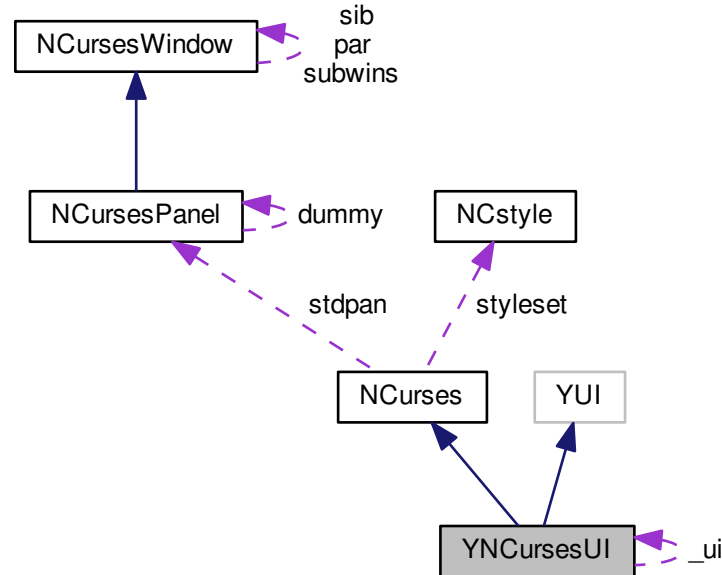 sib
NCursesWindow
par
subwins
NCursesPanel
dummy
NCstyle
stdpan
styleset
NCurses
YUI
YNCursesUI
_ui